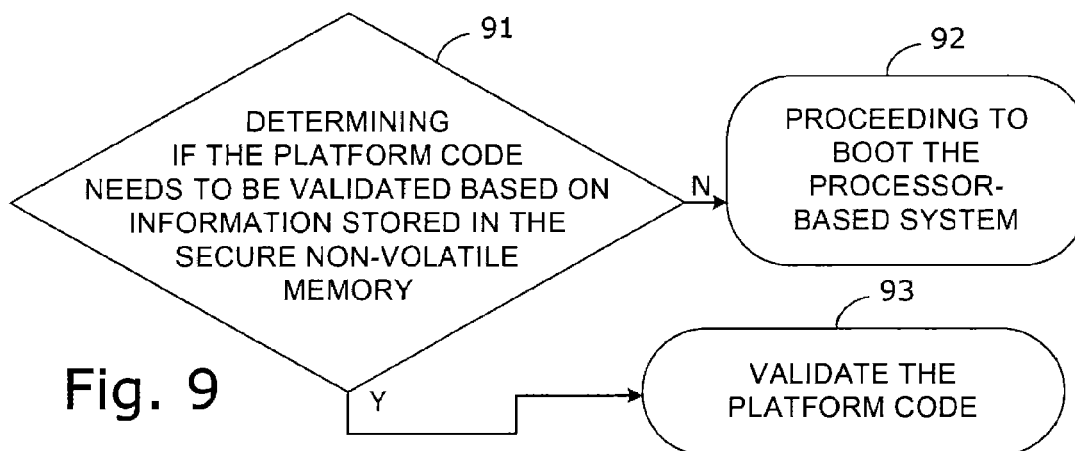 91
DETERMINING
IF THE PLATFORM CODE
NEEDS TO BE VALIDATED BASED ON
INFORMATION STORED IN THE
SECURE NON-VOLATILE
MEMORY
N
92
PROCEEDING TO
BOOT THE
PROCESSOR-
BASED SYSTEM
Y
93
VALIDATE THE
PLATFORM CODE
Fig. 9